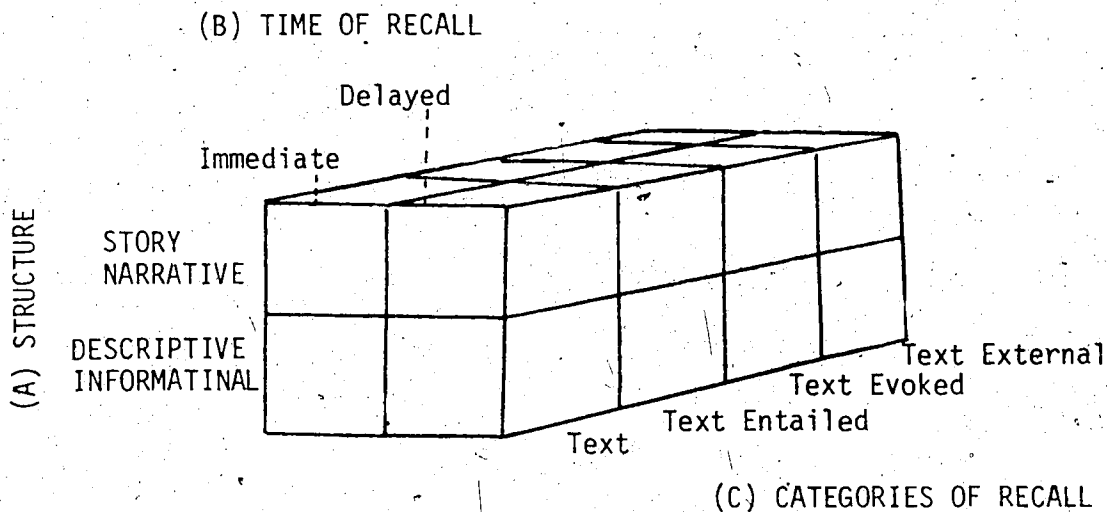 (B) TIME OF RECALL
Delayed
Immediate
(A) STRUCTURE
STORY
NARRATIVE
DESCRIPTIVE
INFORMATINAL
Text External
Text Evoked
Text Entailed
Text
(C) CATEGORIES OF RECALL